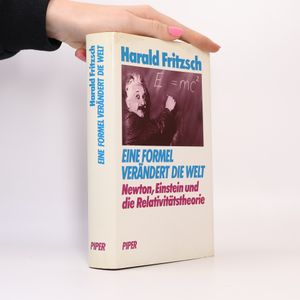 Harald Fritzsch
EINE FORMEL VERÄNDERT DIE WELT
PIPER
Harald Fritzsch
E = mc²
EINE FORMEL
VERÄNDERT DIE WELT
Newton, Einstein und
die Relativitätstheorie
PIPER